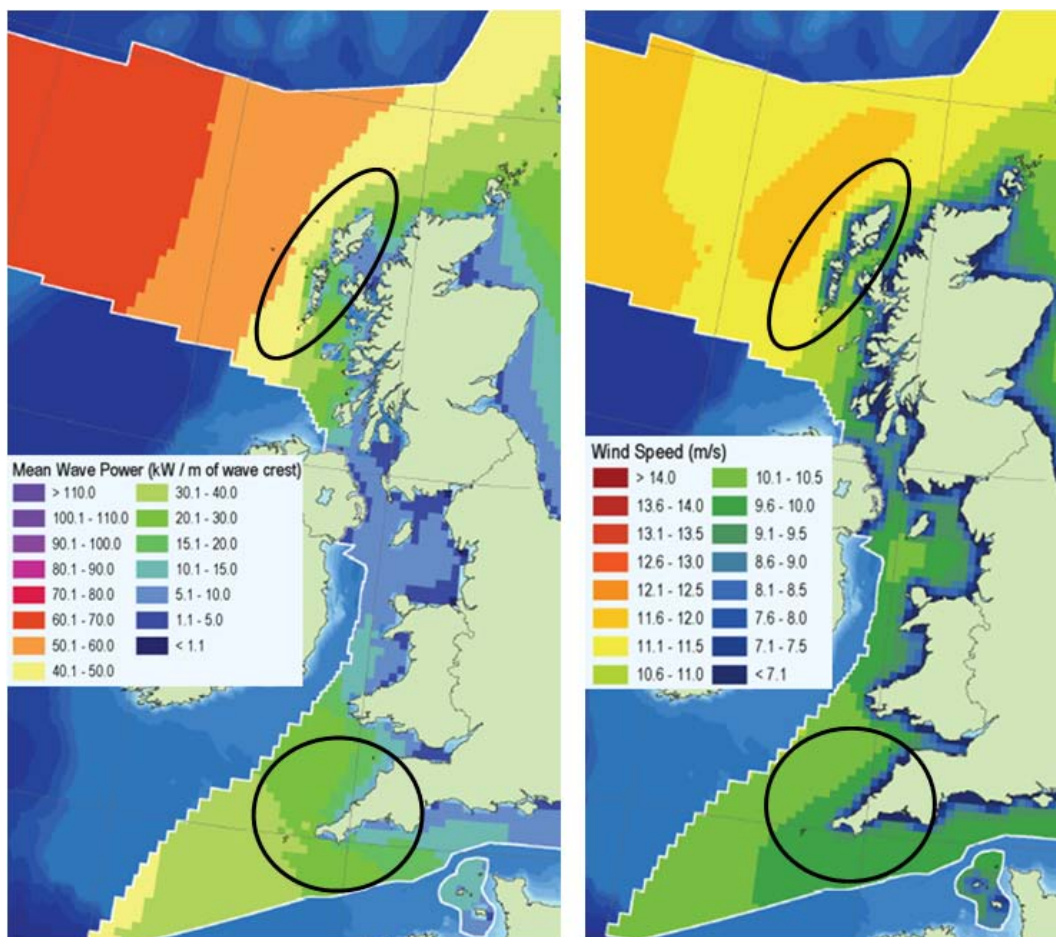 Mean Wave Power (kW / m of wave crest)
> 110.0
100.1 - 110.0
90.1 - 100.0
80.1 - 90.0
70.1 - 80.0
60.1 - 70.0
50.1 - 60.0
40.1 - 50.0
30.1 - 40.0
20.1 - 30.0
15.1 - 20.0
10.1 - 15.0
5.1 - 10.0
1.1 - 5.0
< 1.1
Wind Speed (m/s)
> 14.0
13.6 - 14.0
13.1 - 13.5
12.6 - 13.0
12.1 - 12.5
11.6 - 12.0
11.1 - 11.5
10.6 - 11.0
10.1 - 10.5
9.6 - 10.0
9.1 - 9.5
8.6 - 9.0
8.1 - 8.5
7.6 - 8.0
7.1 - 7.5
< 7.1